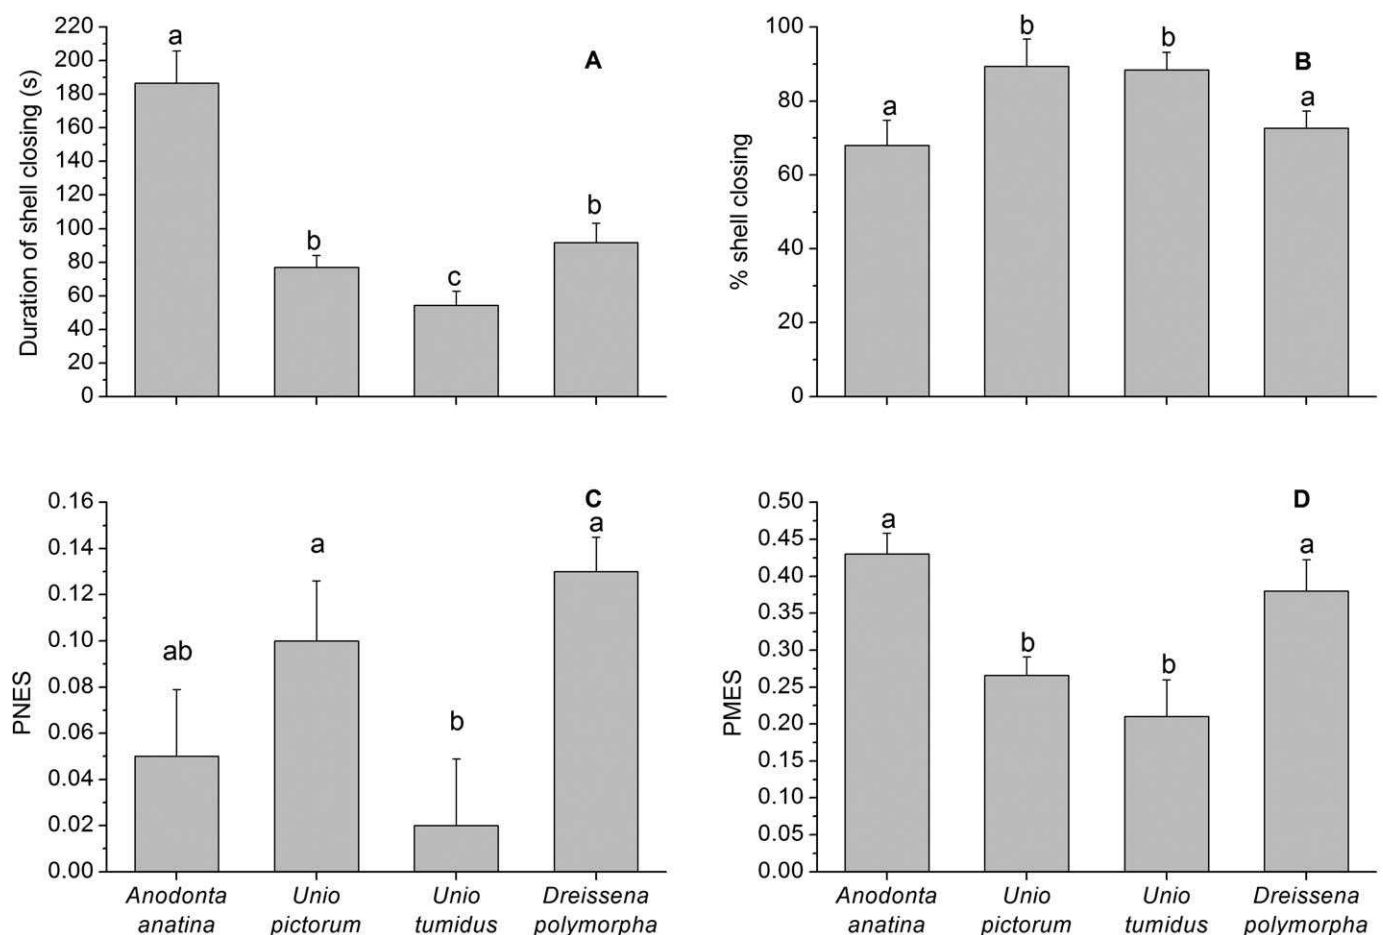 220
200
180
160
140
120
100
80
60
40
20
0
Duration of shell closing (s)
a
b
c
b
A
100
80
60
40
20
0
% shell closing
a
b
b
a
B
0.16
0.14
0.12
0.10
0.08
0.06
0.04
0.02
0.00
PNES
ab
a
b
a
C
Anodonta
anatina
Unio
pictorum
Unio
tumidus
Dreissena
polymorpha
0.50
0.45
0.40
0.35
0.30
0.25
0.20
0.15
0.10
0.05
0.00
PMES
a
b
b
a
D
Anodonta
anatina
Unio
pictorum
Unio
tumidus
Dreissena
polymorpha